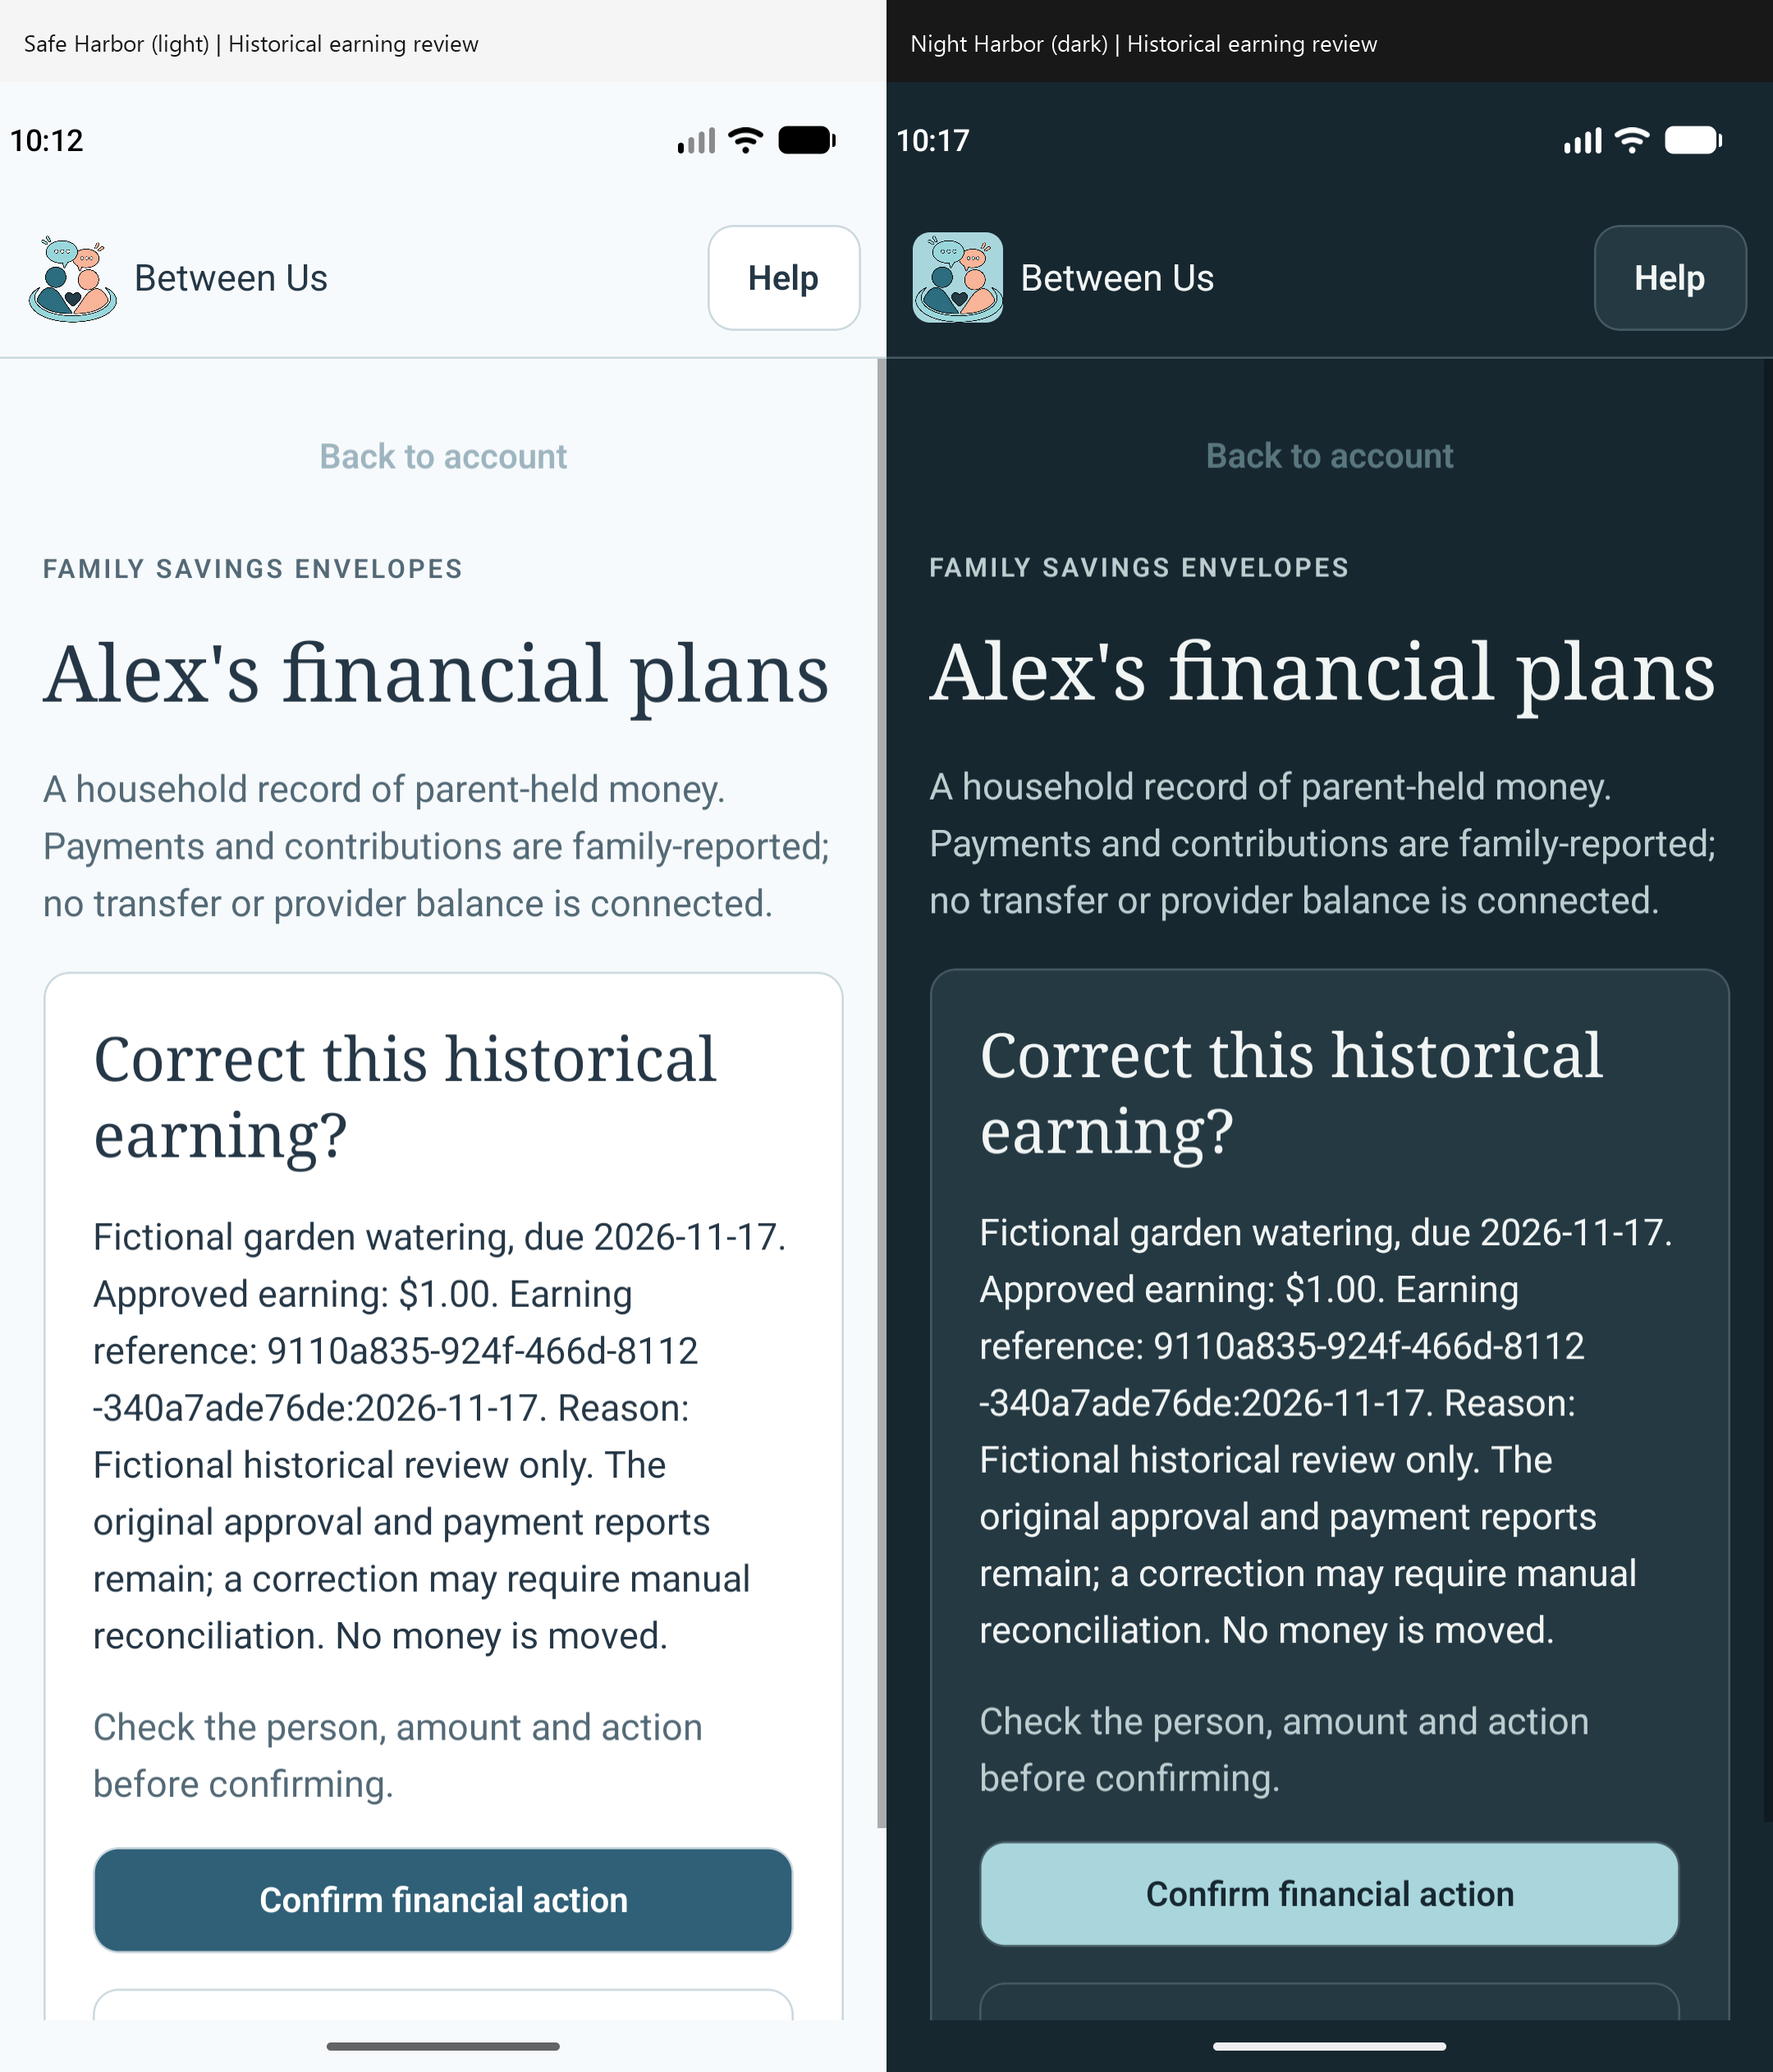 Safe Harbor (light) | Historical earning review
10:12
Between Us
Help
Back to account
FAMILY SAVINGS ENVELOPES
Alex's financial plans
A household record of parent-held money.
Payments and contributions are family-reported;
no transfer or provider balance is connected.
Correct this historical
earning?
Fictional garden watering, due 2026-11-17.
Approved earning: $1.00. Earning
reference: 9110a835-924f-466d-8112
-340a7ade76de:2026-11-17. Reason:
Fictional historical review only. The
original approval and payment reports
remain; a correction may require manual
reconciliation. No money is moved.
Check the person, amount and action
before confirming.
Confirm financial action
Night Harbor (dark) | Historical earning review
10:17
Between Us
Help
Back to account
FAMILY SAVINGS ENVELOPES
Alex's financial plans
A household record of parent-held money.
Payments and contributions are family-reported;
no transfer or provider balance is connected.
Correct this historical
earning?
Fictional garden watering, due 2026-11-17.
Approved earning: $1.00. Earning
reference: 9110a835-924f-466d-8112
-340a7ade76de:2026-11-17. Reason:
Fictional historical review only. The
original approval and payment reports
remain; a correction may require manual
reconciliation. No money is moved.
Check the person, amount and action
before confirming.
Confirm financial action